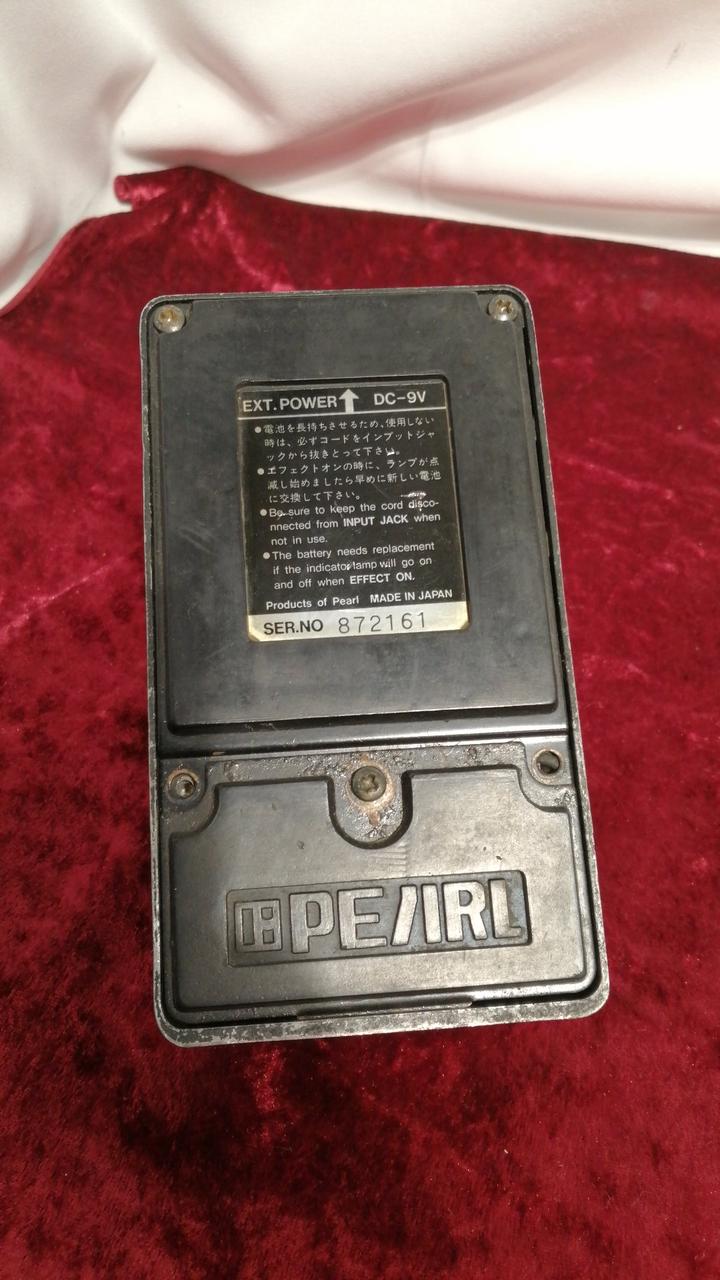 EXT.POWER↑ DC-9V
●電池を長持ちさせるため、使用しない
時は、必ずコードをインプットジャ
ックから抜きとって下さい。
●エフェクトオンの時に、ランプが点
滅し始めましたら早めに新しい電池
に交換して下さい。
●Be sure to keep the cord disco-
nnected from INPUT JACK when
not in use.
●The battery needs replacement
if the indicator lamp will go on
and off when EFFECT ON.
Products of Pearl MADE IN JAPAN
SER.NO 872161
PEARL